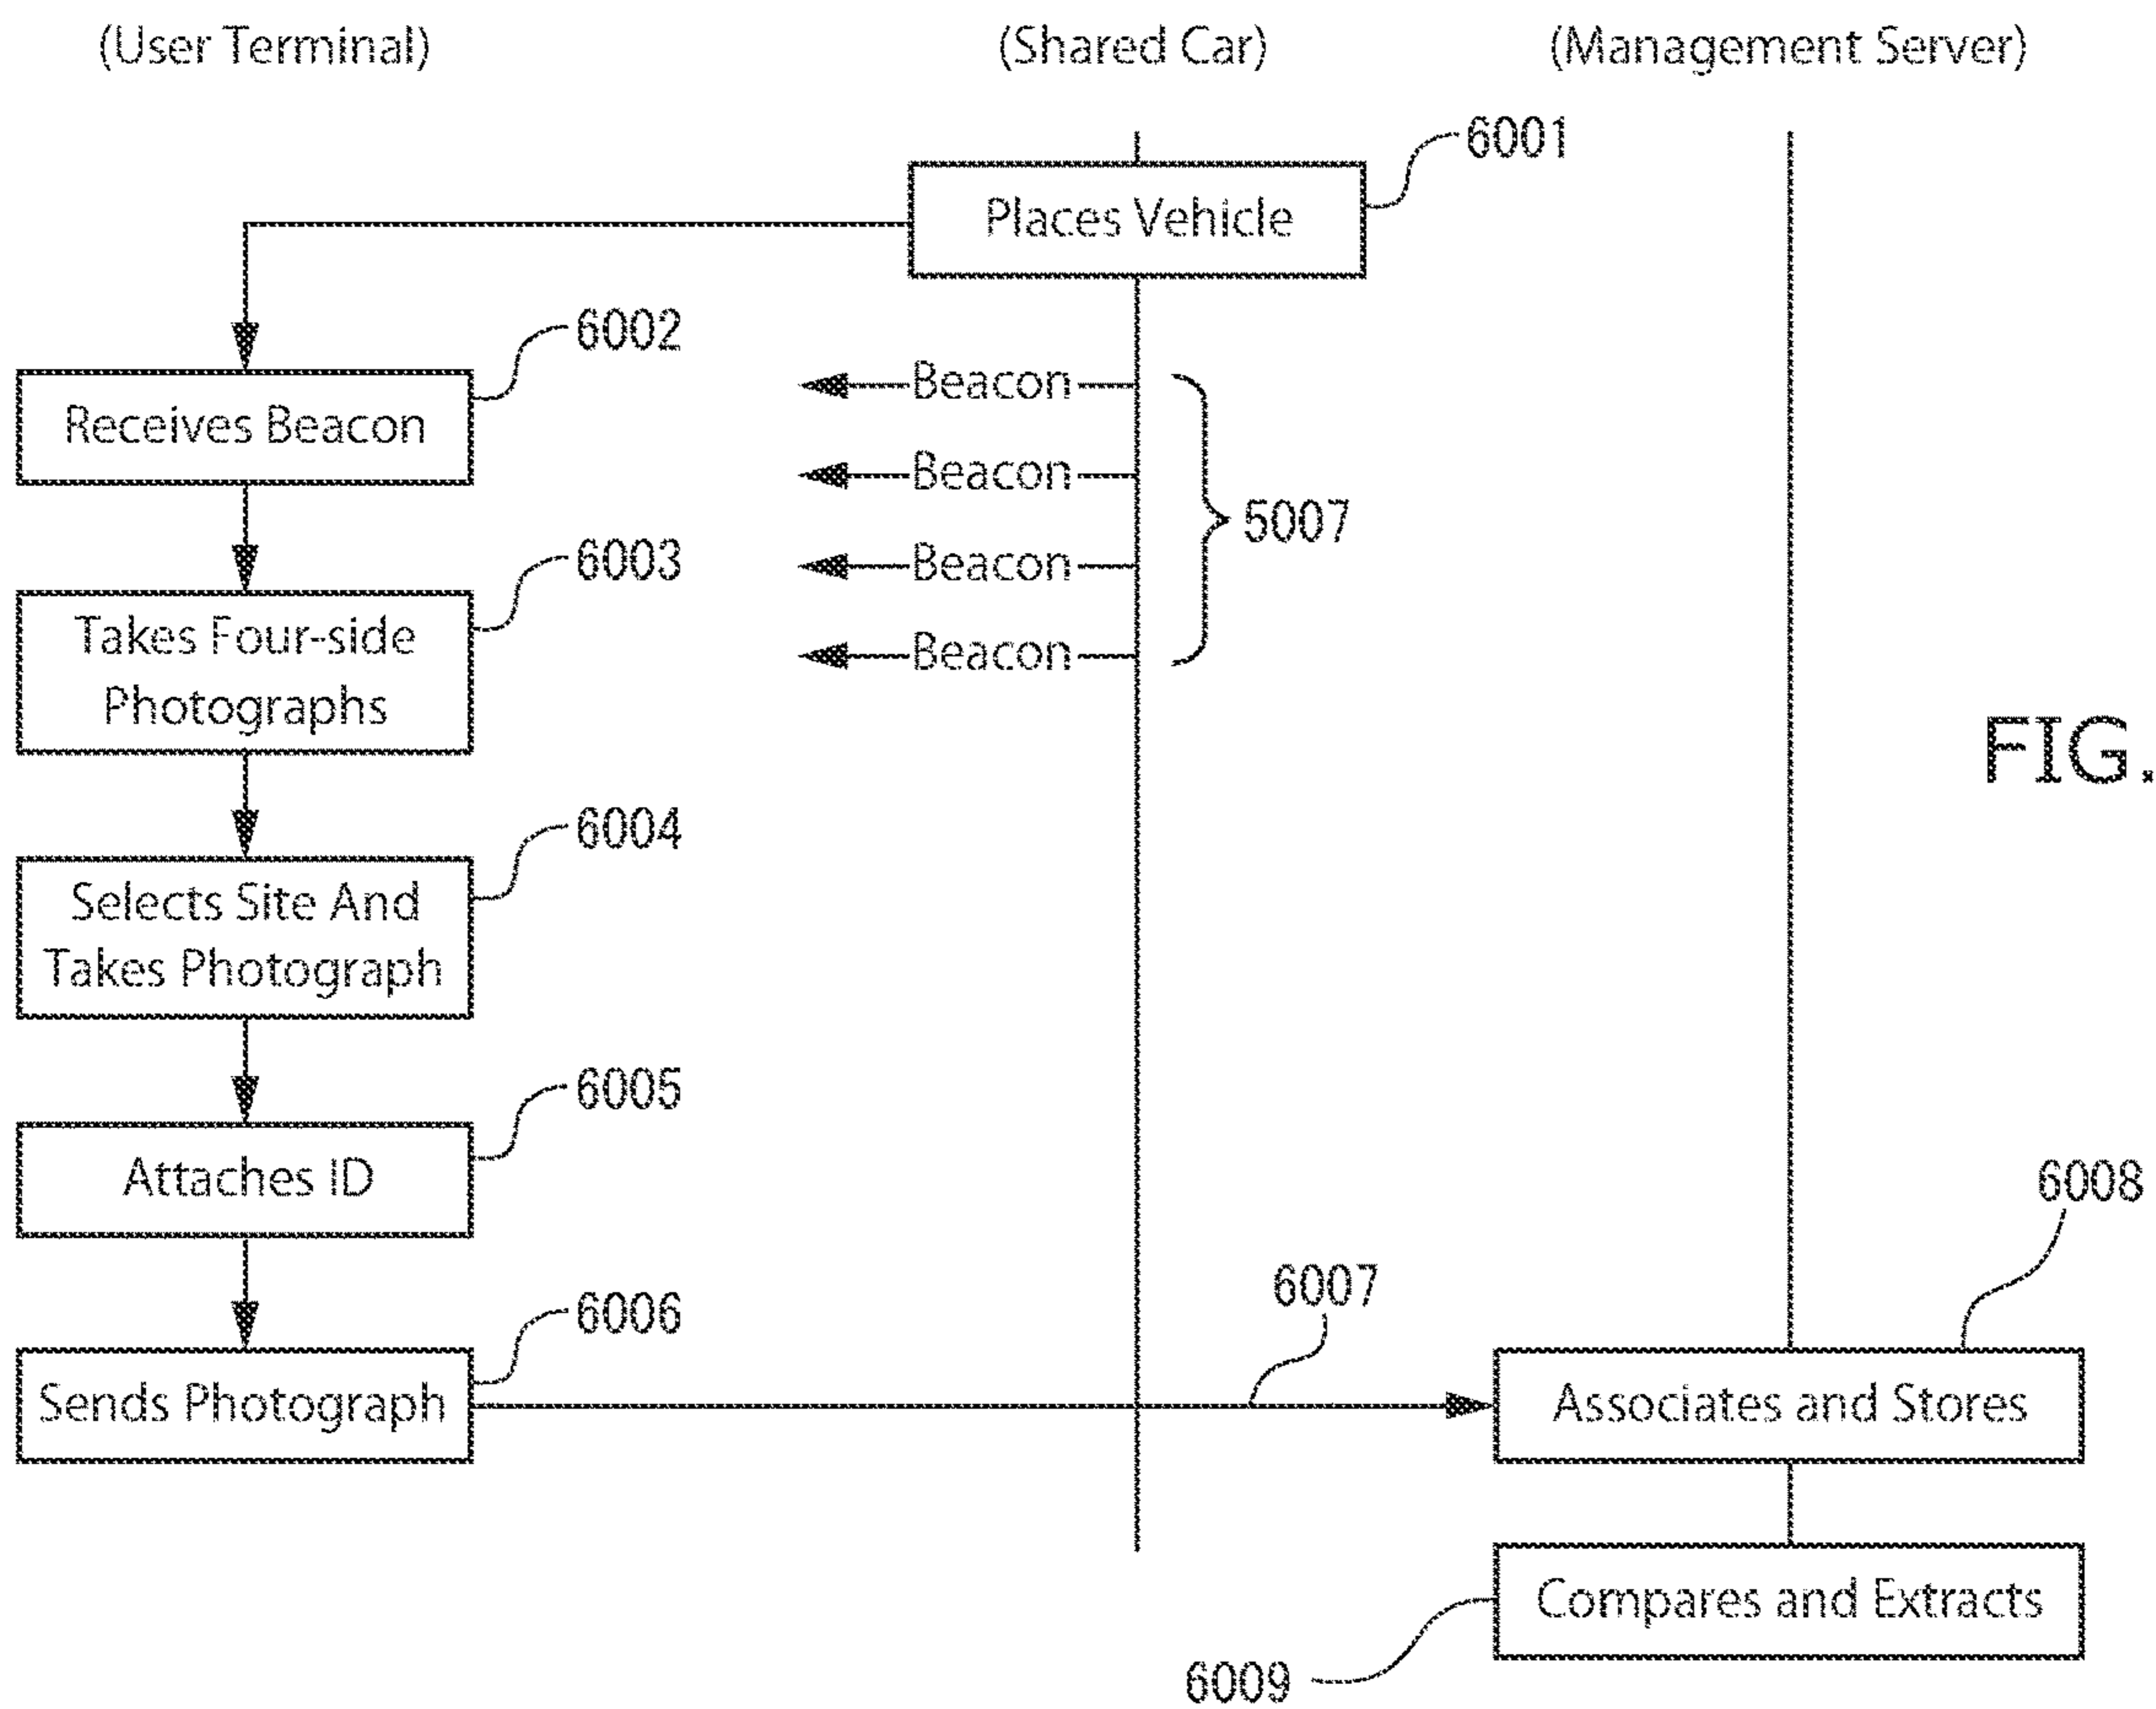 (User Terminal)
(Shared Car)
(Management Server)
6001
Places Vehicle
6002
Receives Beacon
Beacon
Beacon
Beacon
Beacon
5007
6003
Takes Four-side
Photographs
FIG.
6004
Selects Site And
Takes Photograph
6005
Attaches ID
6006
Sends Photograph
6007
6008
Associates and Stores
Compares and Extracts
6009